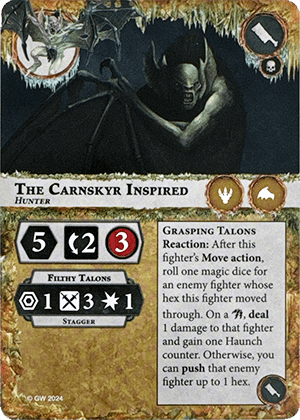 THE CARNSKYR INSPIRED
HUNTER
5 2 3
FILTHY TALONS
1 3 1
STAGGER
GRASPING TALONS
Reaction: After this
fighter's Move action,
roll one magic dice for
an enemy fighter whose
hex this fighter moved
through. On a , deal
1 damage to that fighter
and gain one Haunch
counter. Otherwise, you
can push that enemy
fighter up to 1 hex.
© GW 2024